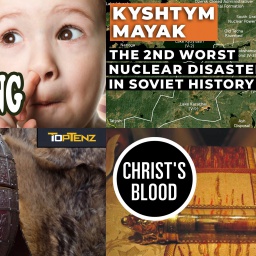 NG
KYSHTYM
MAYAK
THE 2ND WORST
NUCLEAR DISASTE
IN SOVIET HISTORY
TOPTENZ
CHRIST'S
BLOOD